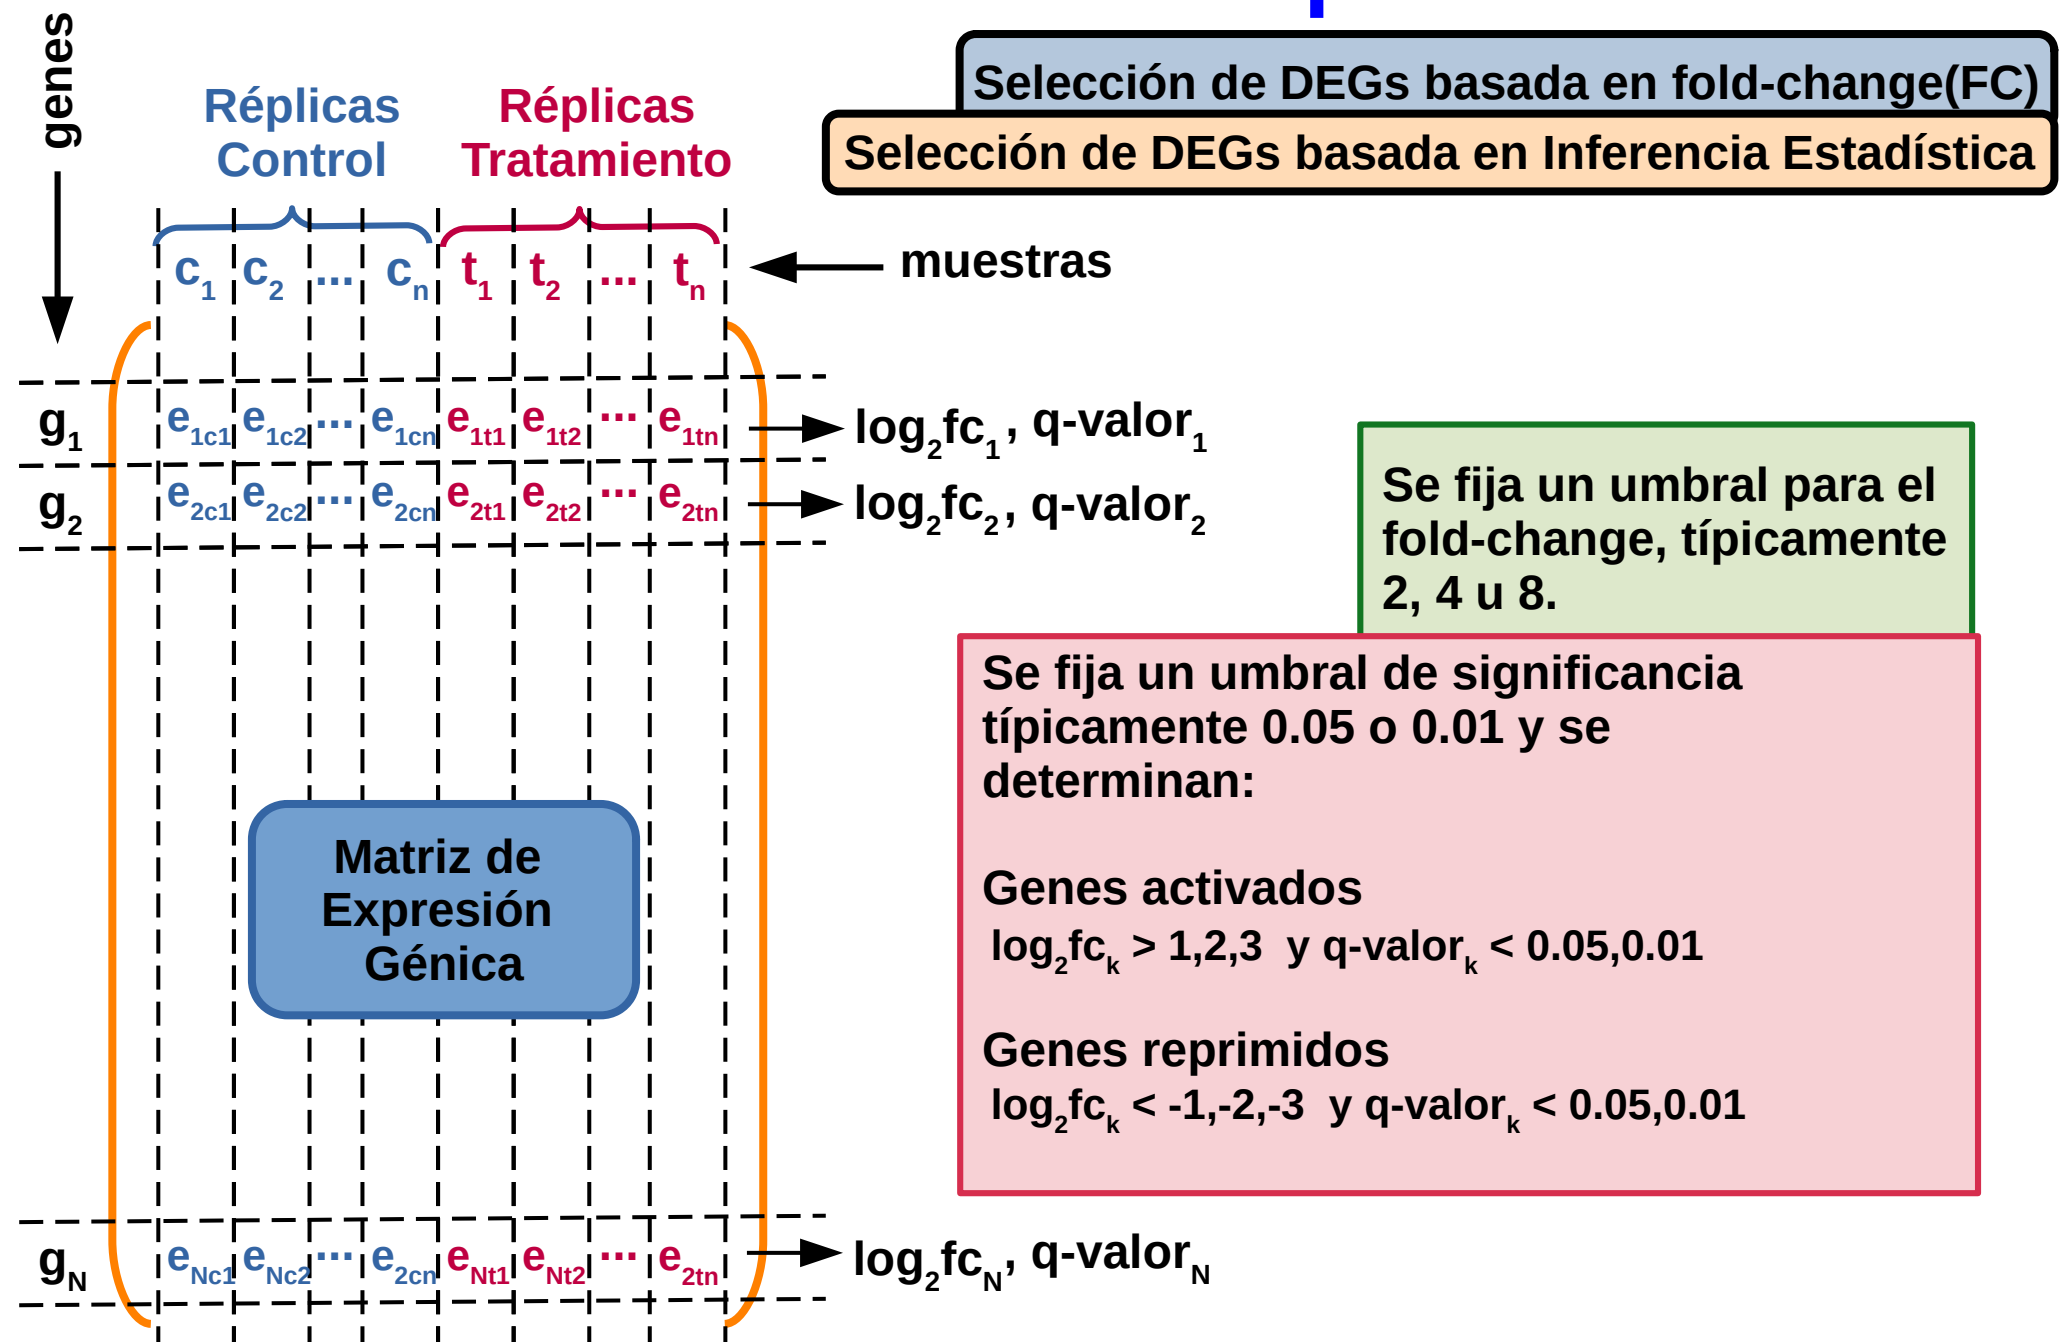 genes
Réplicas
Control
Réplicas
Tratamiento
Selección de DEGs basada en fold-change(FC)
Selección de DEGs basada en Inferencia Estadística
c1 c2 ... cn t1 t2 ... tn
muestras
g1 e1c1 e1c2 ... e1cn e1t1 e1t2 ... e1tn log2fc1, q-valor1
g2 e2c1 e2c2 ... e2cn e2t1 e2t2 ... e2tn log2fc2, q-valor2
Se fija un umbral para el
fold-change, típicamente
2, 4 u 8.
Se fija un umbral de significancia
típicamente 0.05 o 0.01 y se
determinan:
Genes activados
log2fck > 1,2,3 y q-valork < 0.05,0.01
Genes reprimidos
log2fck < -1,-2,-3 y q-valork < 0.05,0.01
Matriz de
Expresión
Génica
gN eNc1 eNc2 ... e2cn eNt1 eNt2 ... e2tn log2fcN, q-valorN